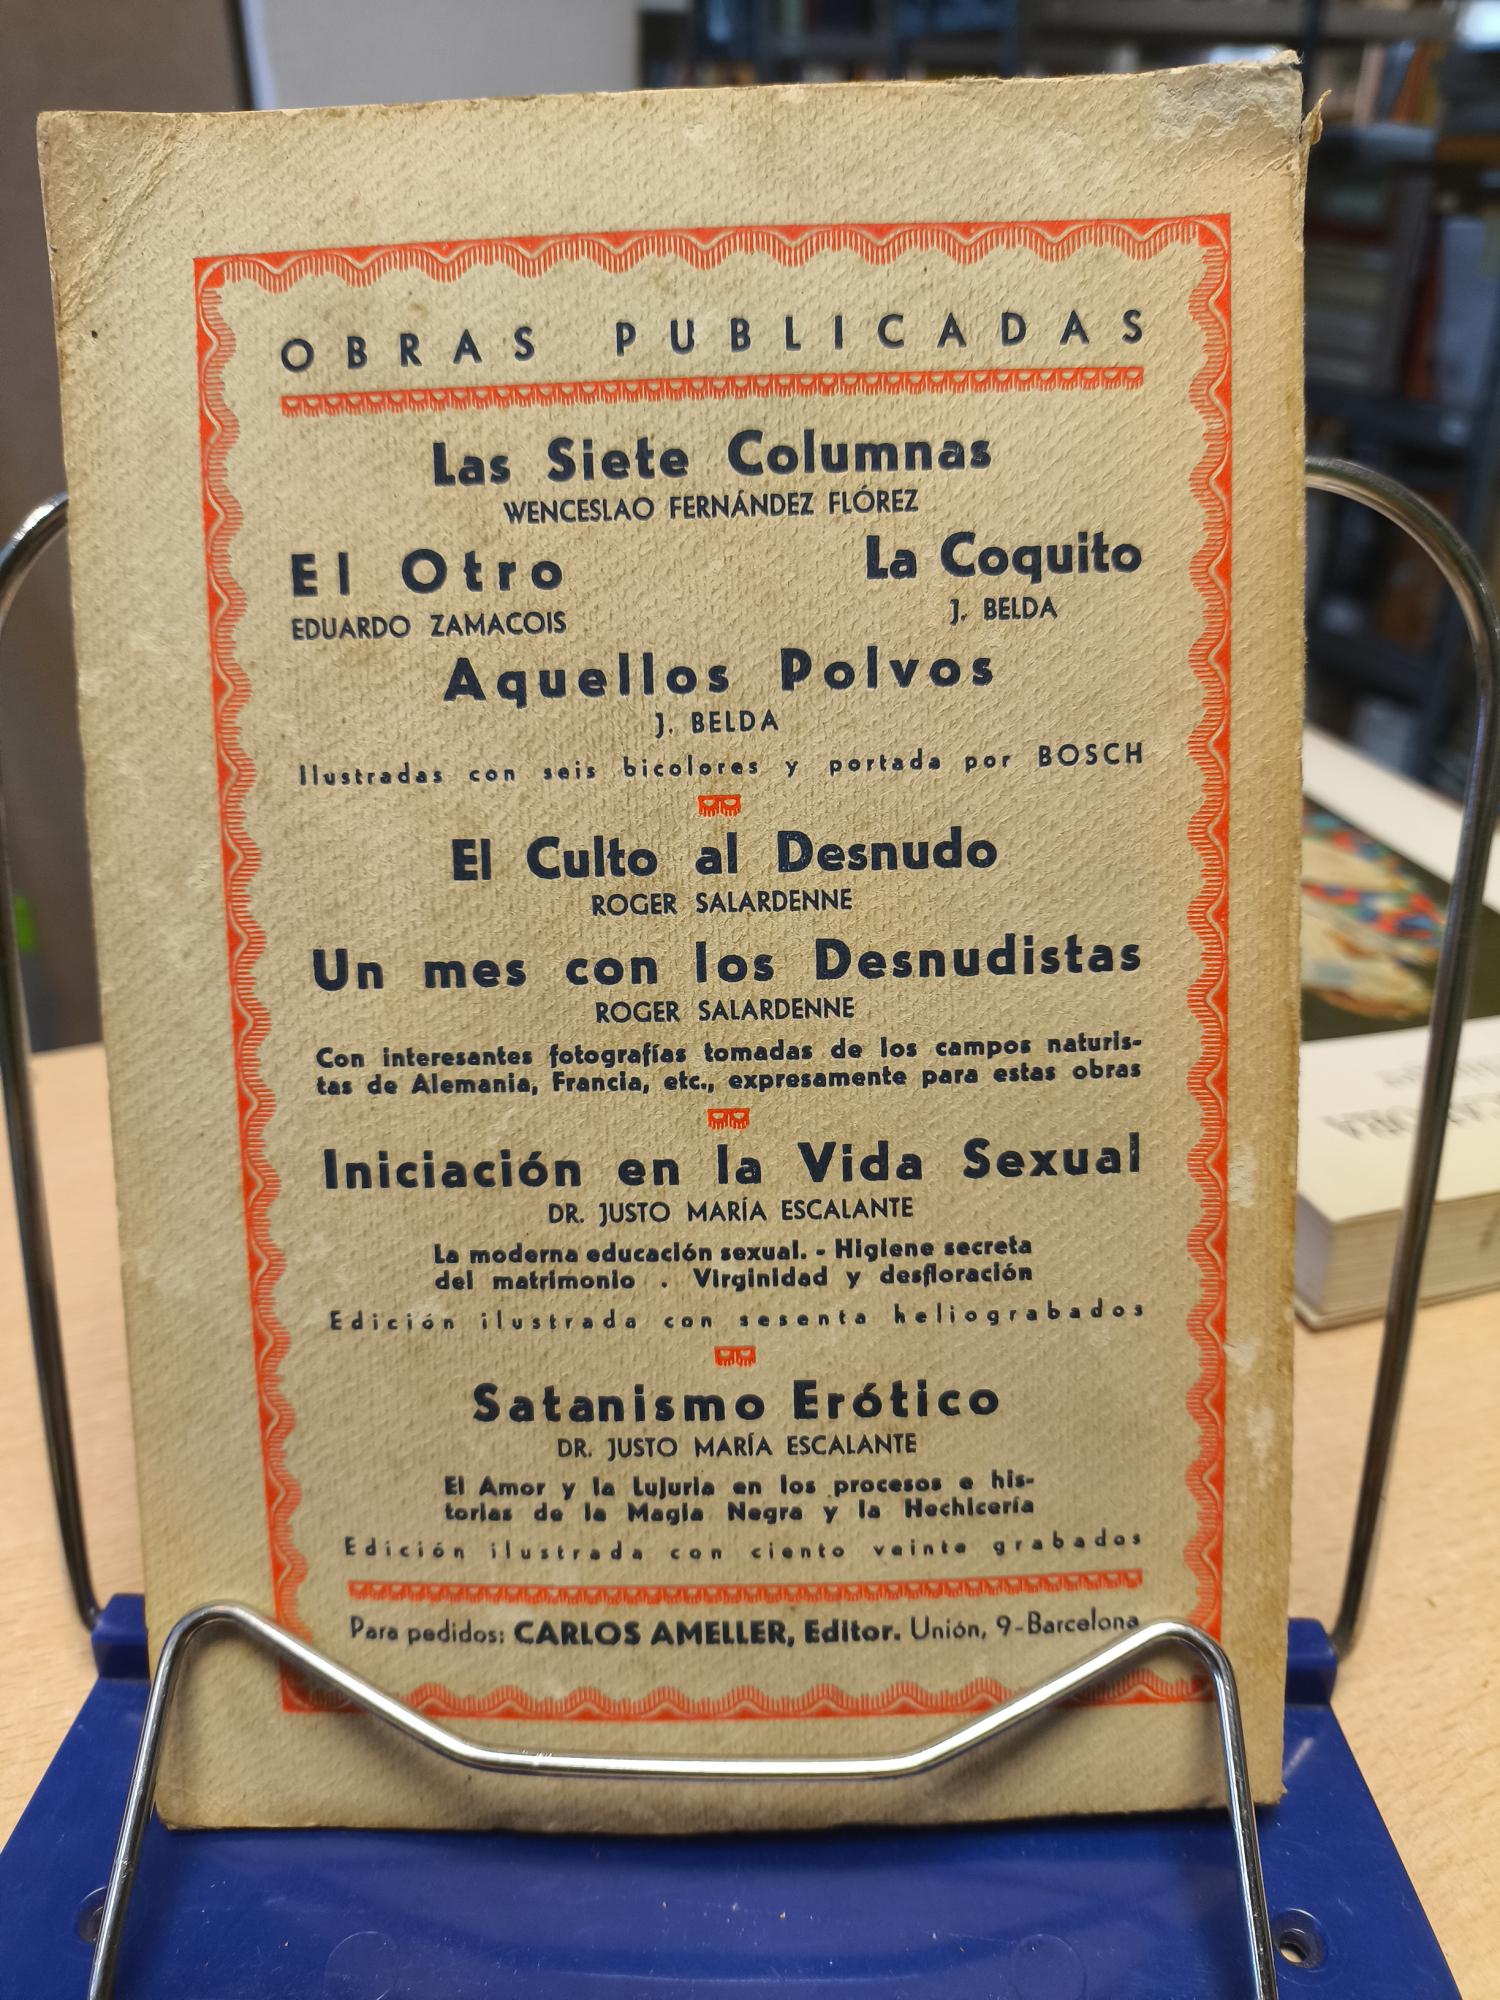 OBRAS PUBLICADAS
Las Siete Columnas
WENCESLAO FERNÁNDEZ FLÓREZ
El Otro
EDUARDO ZAMACOIS
La Coquito
J. BELDA
Aquellos Polvos
J. BELDA
Ilustradas con seis bicolores y portada por BOSCH
El Culto al Desnudo
ROGER SALARDENNE
Un mes con los Desnudistas
ROGER SALARDENNE
Con interesantes fotografías tomadas de los campos naturis-
tas de Alemania, Francia, etc., expresamente para estas obras
Iniciación en la Vida Sexual
DR. JUSTO MARÍA ESCALANTE
La moderna educación sexual. - Higiene secreta
del matrimonio . Virginidad y desfloración
Edición ilustrada con sesenta heliograbados
Satanismo Erótico
DR. JUSTO MARÍA ESCALANTE
El Amor y la Lujuria en los procesos e his-
torias de la Magia Negra y la Hechicería
Edición ilustrada con ciento veinte grabados
Para pedidos: CARLOS AMELLER, Editor. Unión, 9-Barcelona